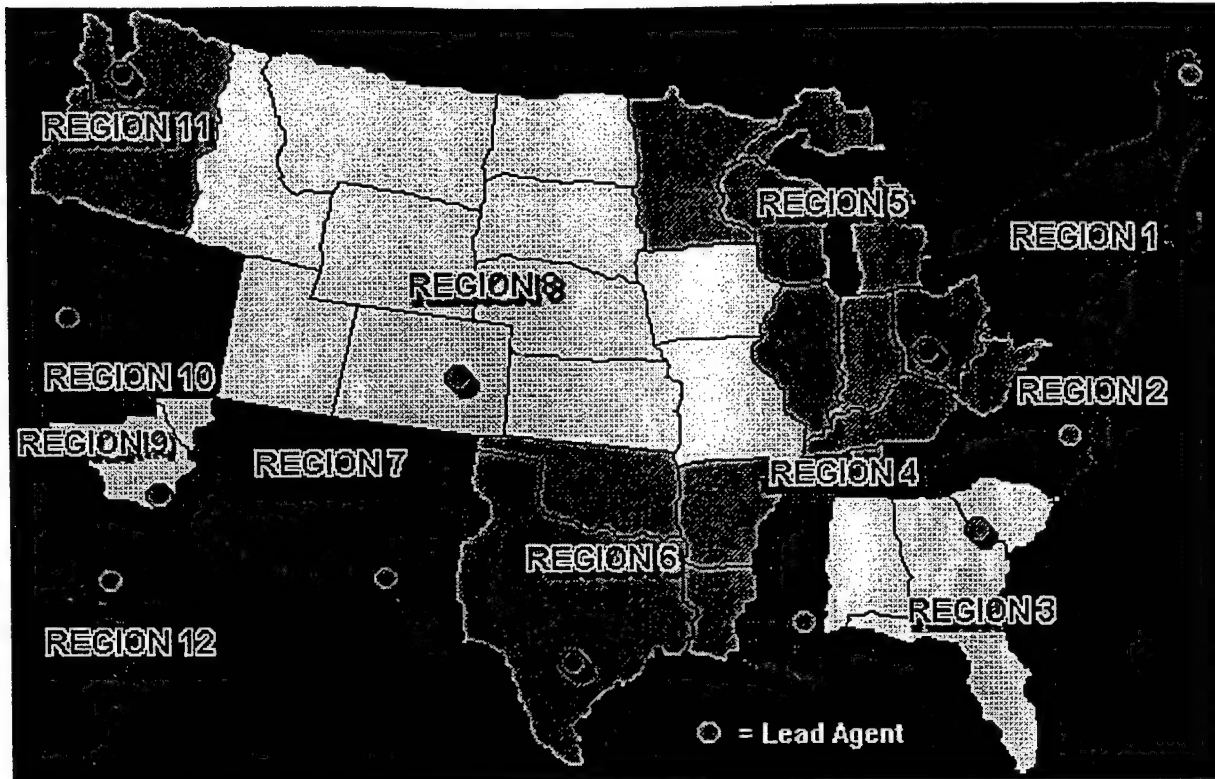 REGION 11
REGION 5
REGION 1
REGION 8
REGION 10
REGION 2
REGION 9
REGION 7
REGION 4
REGION 6
REGION 3
REGION 12
= Lead Agent